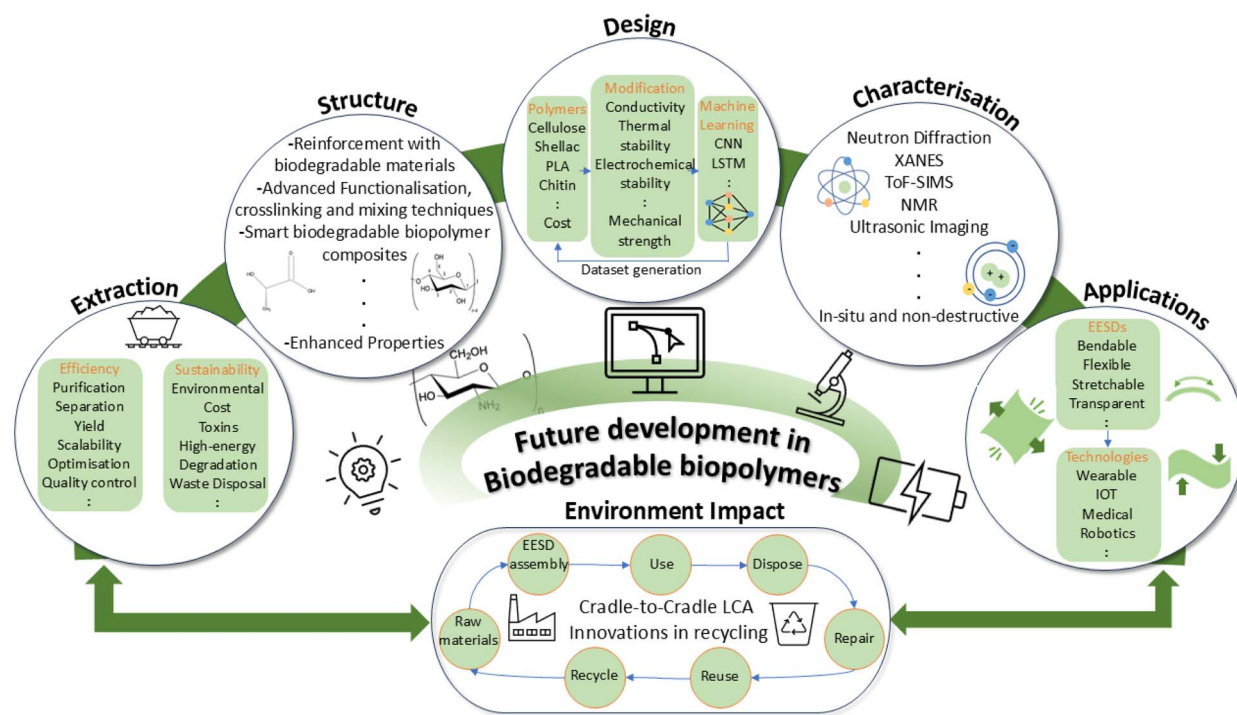 Design
Polymers
Cellulose
Shellac
PLA
Chitin
:
Cost
Modification
Conductivity
Thermal
stability
Electrochemical
stability
:
Mechanical
strength
Machine
Learning
CNN
LSTM
:
Dataset generation
Structure
-Reinforcement with
biodegradable materials
-Advanced Functionalisation,
crosslinking and mixing techniques
-Smart biodegradable biopolymer
composites
.
.
.
-Enhanced Properties
Characterisation
Neutron Diffraction
XANES
ToF-SIMS
NMR
Ultrasonic Imaging
.
.
.
In-situ and non-destructive
Extraction
Efficiency
Purification
Separation
Yield
Scalability
Optimisation
Quality control
:
Sustainability
Environmental
Cost
Toxins
High-energy
Degradation
Waste Disposal
:
Applications
EESDs
Bendable
Flexible
Stretchable
Transparent
:
Technologies
Wearable
IOT
Medical
Robotics
:
CH₂OH
O
HO
NH₂
n
Future development in
Biodegradable biopolymers
Environment Impact
EESD
assembly
Use
Dispose
Raw
materials
Cradle-to-Cradle LCA
Innovations in recycling
Repair
Recycle
Reuse